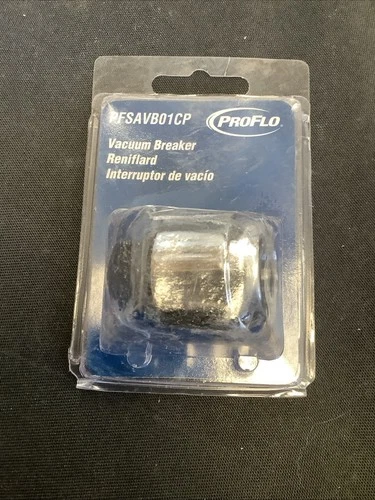 PFSAVB01CP
PROFLO
Vacuum Breaker
Reniflard
Interruptor de vacío